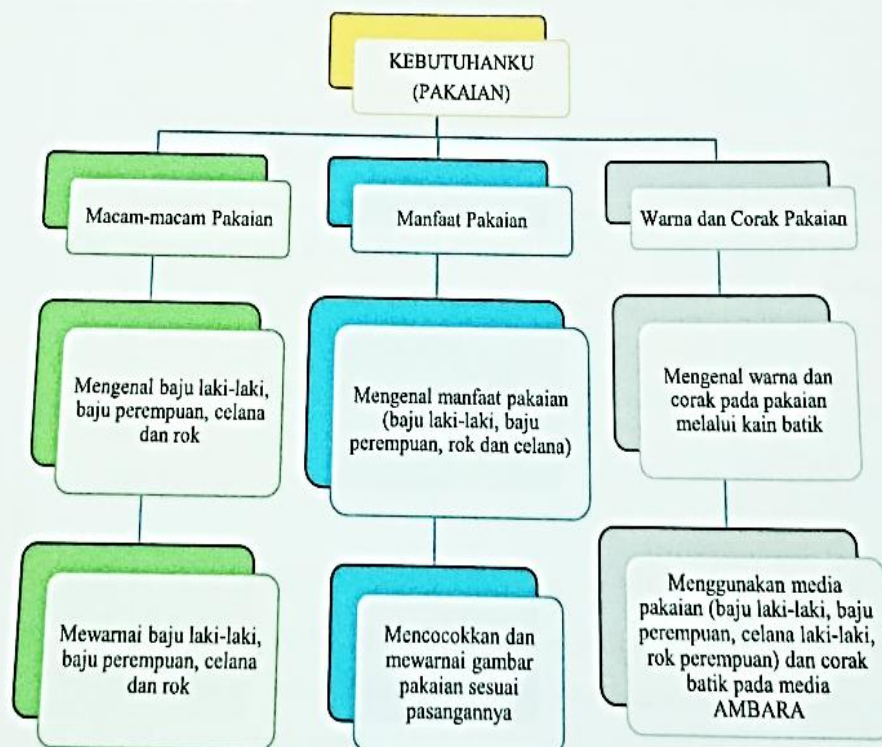 KEBUTUHANKU
(PAKAIAN)
Macam-macam Pakaian
Manfaat Pakaian
Warna dan Corak Pakaian
Mengenal baju laki-laki,
baju perempuan, celana
dan rok
Mengenal manfaat pakaian
(baju laki-laki, baju
perempuan, rok dan celana)
Mengenal warna dan
corak pada pakaian
melalui kain batik
Mewarnai baju laki-laki,
baju perempuan, celana
dan rok
Mencocokkan dan
mewarnai gambar
pakaian sesuai
pasangannya
Menggunakan media
pakaian (baju laki-laki, baju
perempuan, celana laki-laki,
rok perempuan) dan corak
batik pada media
AMBARA